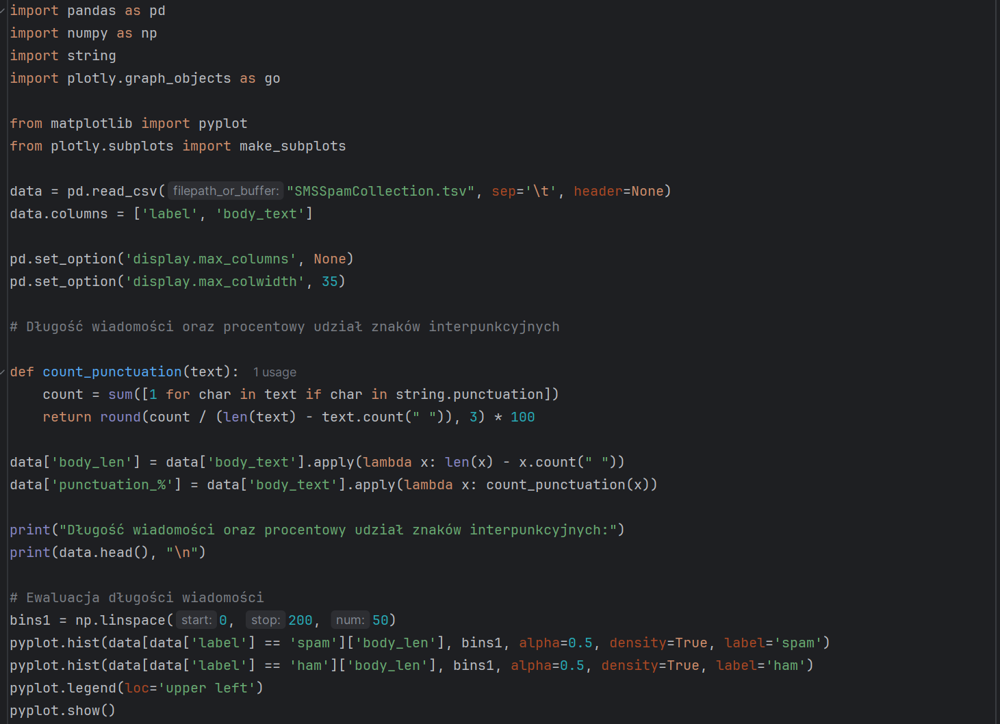 import pandas as pd
import numpy as np
import string
import plotly.graph_objects as go
from matplotlib import pyplot
from plotly.subplots import make_subplots
data = pd.read_csv( filepath_or_buffer: "SMSSpamCollection.tsv", sep='\t', header=None)
data.columns = ['label', 'body_text']
pd.set_option('display.max_columns', None)
pd.set_option('display.max_colwidth', 35)
# Długość wiadomości oraz procentowy udział znaków interpunkcyjnych
def count_punctuation(text): 1 usage
    count = sum([1 for char in text if char in string.punctuation])
    return round(count / (len(text) - text.count(" ")), 3) * 100
data['body_len'] = data['body_text'].apply(lambda x: len(x) - x.count(" "))
data['punctuation_%'] = data['body_text'].apply(lambda x: count_punctuation(x))
print("Długość wiadomości oraz procentowy udział znaków interpunkcyjnych:")
print(data.head(), "\n")
# Ewaluacja długości wiadomości
bins1 = np.linspace( start: 0, stop: 200, num: 50)
pyplot.hist(data[data['label'] == 'spam']['body_len'], bins1, alpha=0.5, density=True, label='spam')
pyplot.hist(data[data['label'] == 'ham']['body_len'], bins1, alpha=0.5, density=True, label='ham')
pyplot.legend(loc='upper left')
pyplot.show()